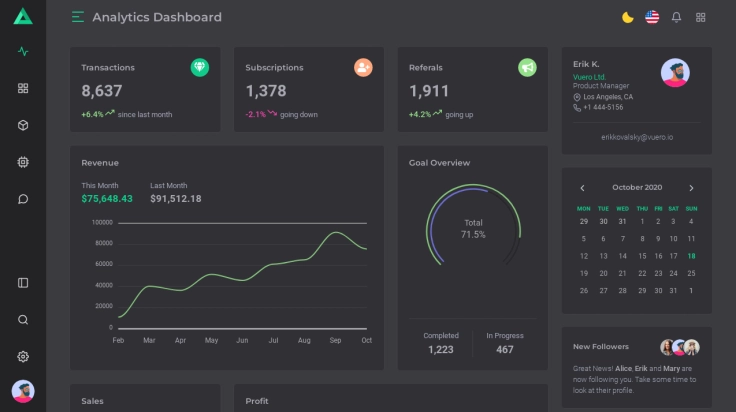 Analytics Dashboard
Transactions
8,637
+6.4% since last month
Subscriptions
1,378
-2.1% going down
Referrals
1,911
+4.2% going up
Erik K.
Vuero Ltd.
Product Manager
Los Angeles, CA
+1 444-5156
erikkovalsky@vuero.io
Revenue
This Month Last Month
$75,648.43 $91,512.18
100000
80000
60000
40000
20000
0
Feb Mar Apr May Jun Jul Aug Sep Oct
Goal Overview
Total
71.5%
Completed In Progress
1,223 467
October 2020
MON TUE WED THU FRI SAT SUN
29 30 31 1 2 3 4
5 6 7 8 9 10 11
12 13 14 15 16 17 18
19 20 21 22 23 24 25
26 27 28 29 30 31 1
New Followers
Great News! Alice, Erik and Mary are
now following you. Take some time to
look at their profile.
Sales
Profit